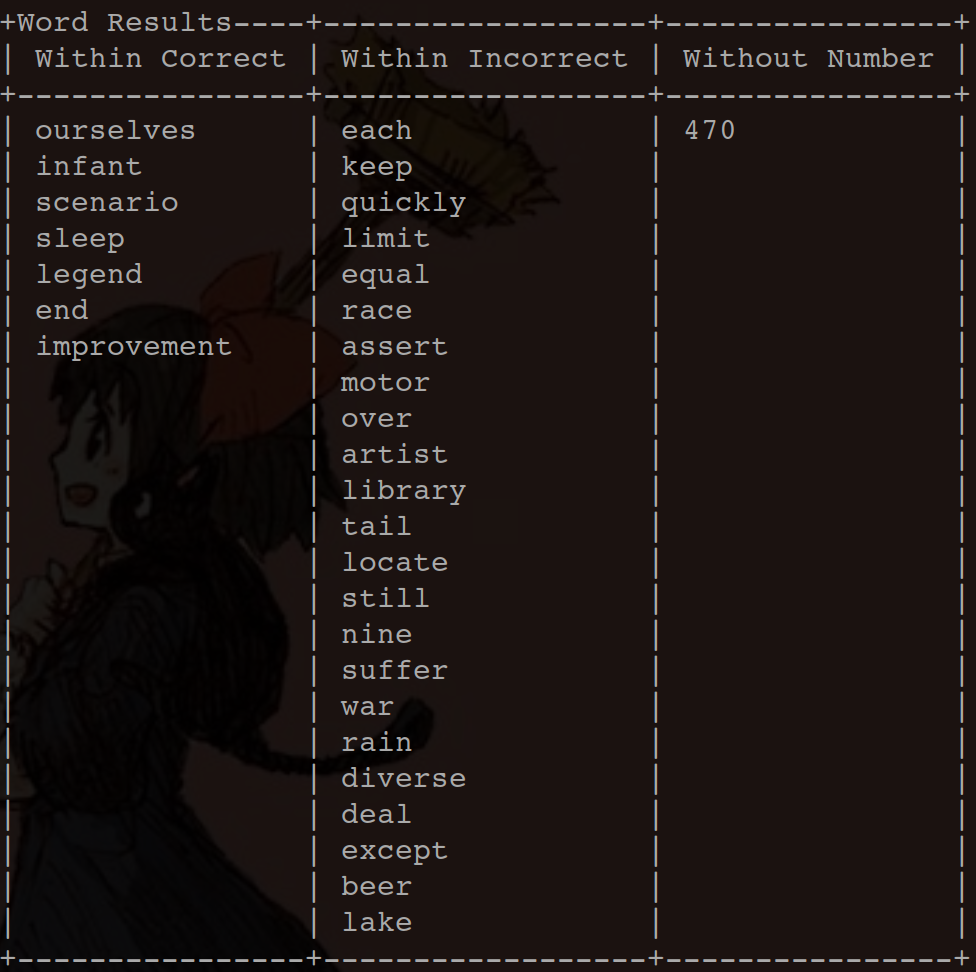 +Word Results----+------------------+----------------+
| Within Correct | Within Incorrect | Without Number |
+----------------+------------------+----------------+
| ourselves      | each             | 470            |
| infant         | keep             |                |
| scenario       | quickly          |                |
| sleep          | limit            |                |
| legend         | equal            |                |
| end            | race             |                |
| improvement    | assert           |                |
|                | motor            |                |
|                | over             |                |
|                | artist           |                |
|                | library          |                |
|                | tail             |                |
|                | locate           |                |
|                | still            |                |
|                | nine             |                |
|                | suffer           |                |
|                | war              |                |
|                | rain             |                |
|                | diverse          |                |
|                | deal             |                |
|                | except           |                |
|                | beer             |                |
|                | lake             |                |
+----------------+------------------+----------------+